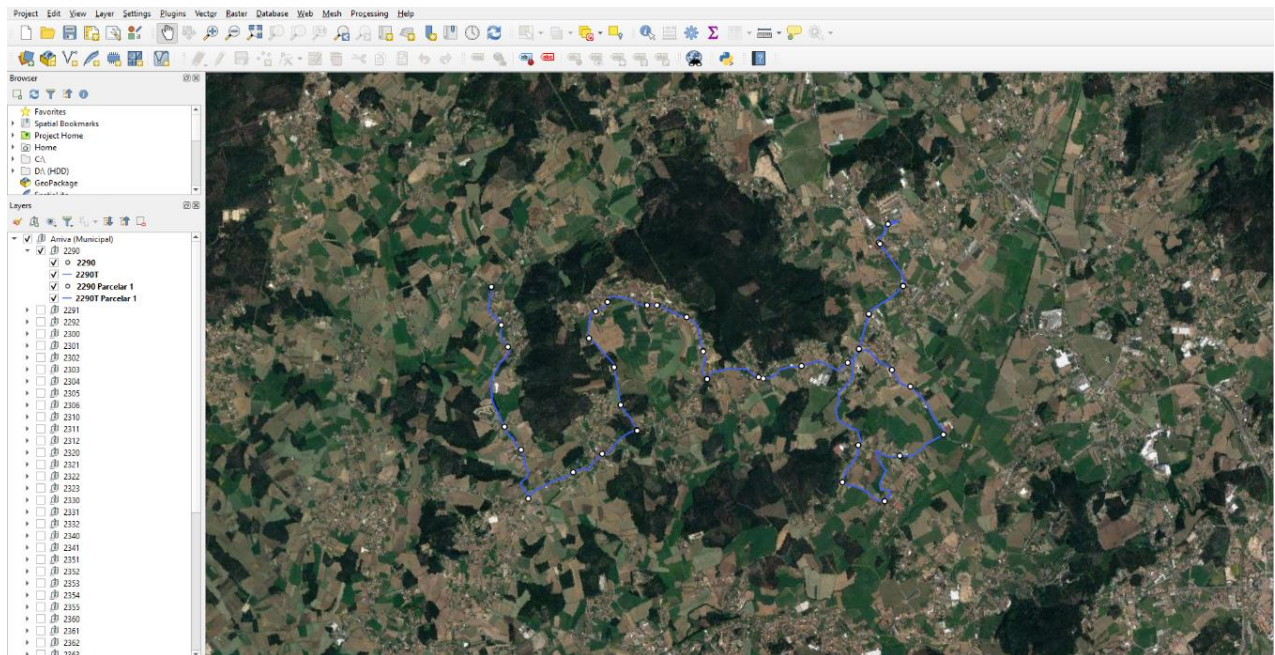 Project Edit View Layer Settings Plugins Vector Raster Database Web Mesh Processing Help
Browser
Favorites
Spatial Bookmarks
Project Home
Home
C:\
D:\ (HDD)
GeoPackage
Layers
Arriva (Municipal)
2290
2290
2290T
2290 Parcelar 1
2290T Parcelar 1
2291
2292
2300
2301
2302
2303
2304
2305
2306
2310
2311
2312
2320
2321
2322
2323
2330
2331
2332
2340
2341
2351
2352
2353
2354
2355
2360
2361
2362